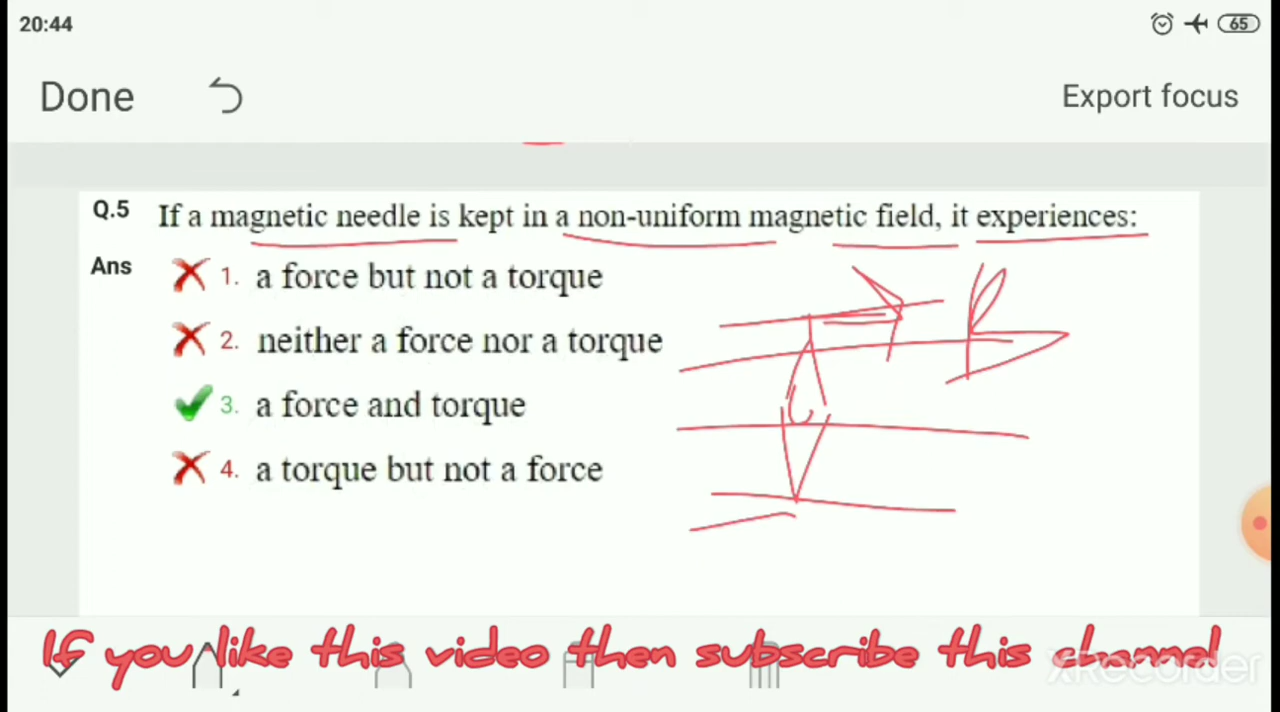 20:44
65
Done
Export focus
Q.5 If a magnetic needle is kept in a non-uniform magnetic field, it experiences:
Ans 1. a force but not a torque
2. neither a force nor a torque
3. a force and torque
4. a torque but not a force
B
If you like this video then subscribe this channel
XRecorder